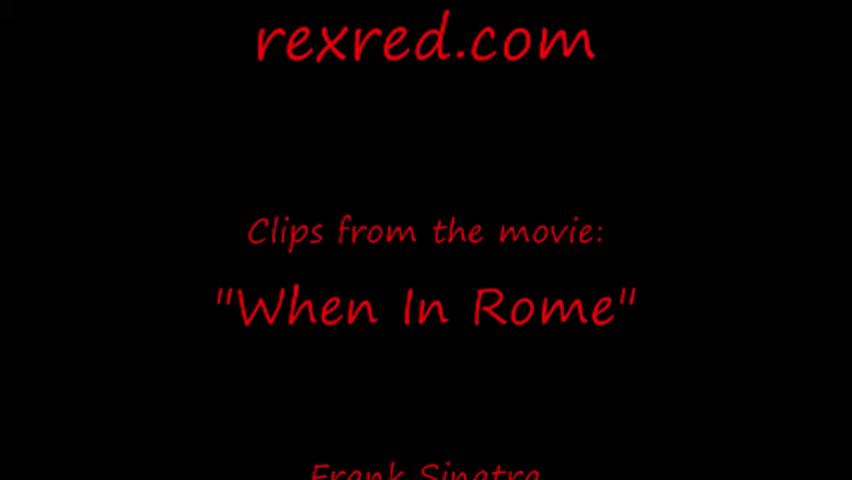 rexred.com
Clips from the movie:
"When In Rome"
Frank Sinatra